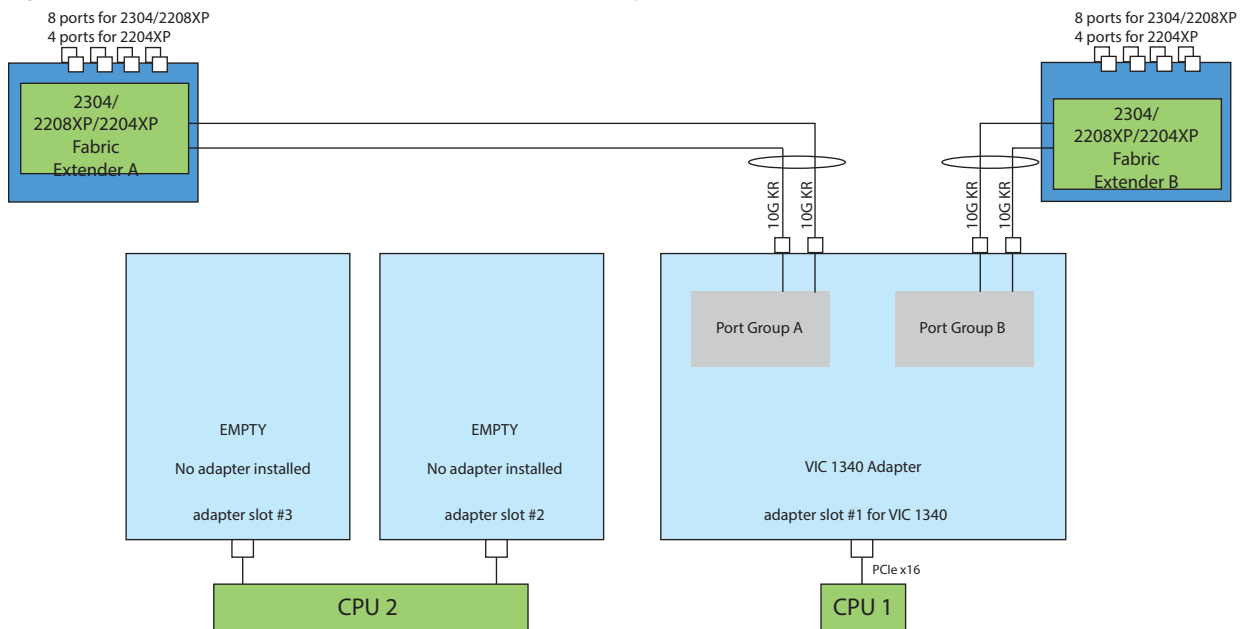 8 ports for 2304/2208XP
4 ports for 2204XP
2304/
2208XP/2204XP
Fabric
Extender A
8 ports for 2304/2208XP
4 ports for 2204XP
2304/
2208XP/2204XP
Fabric
Extender B
10G KR
10G KR
10G KR
10G KR
Port Group A
Port Group B
EMPTY
No adapter installed
adapter slot #3
EMPTY
No adapter installed
adapter slot #2
VIC 1340 Adapter
adapter slot #1 for VIC 1340
PCIe x16
CPU 2
CPU 1